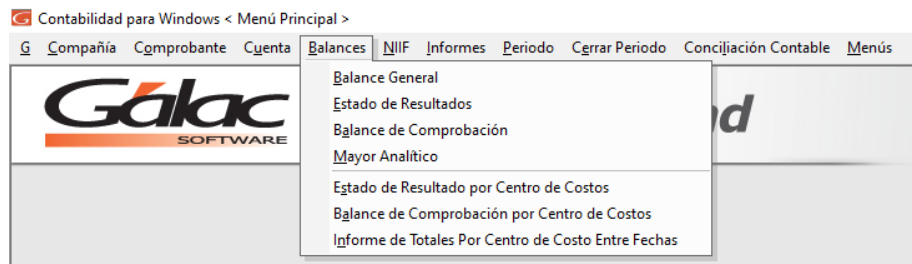 G Contabilidad para Windows < Menú Principal >
G Compañía Comprobante Cuenta Balances NIIF Informes Periodo Cerrar Periodo Conciliación Contable Menús
Gálac
SOFTWARE
Balance General
Estado de Resultados
Balance de Comprobación
Mayor Analítico
Estado de Resultado por Centro de Costos
Balance de Comprobación por Centro de Costos
Informe de Totales Por Centro de Costo Entre Fechas